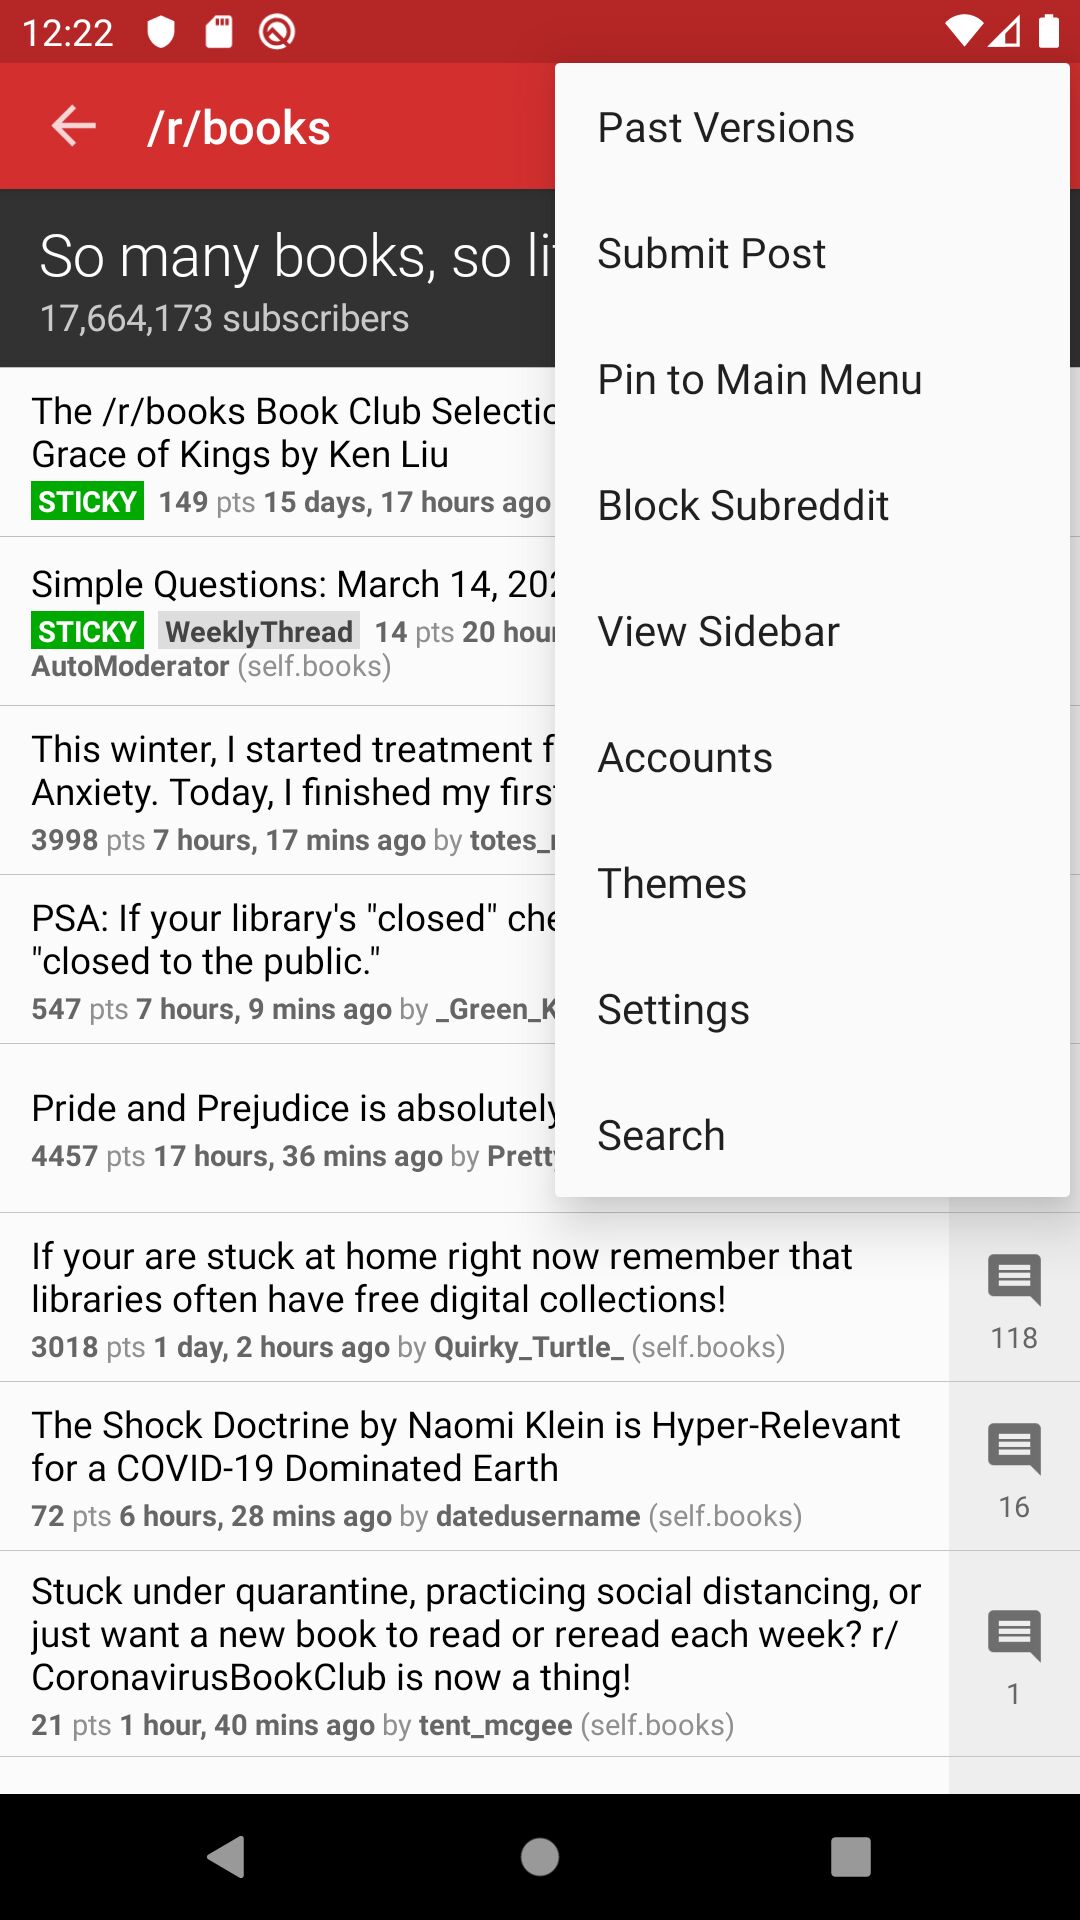 12:22
/r/books
Past Versions
Submit Post
Pin to Main Menu
Block Subreddit
View Sidebar
Accounts
Themes
Settings
Search
So many books, so
17,664,173 subscribers
The /r/books Book Club
Grace of Kings by Ken Liu
STICKY 149 pts 15 days, 17 hours ago
Simple Questions: March 14,
STICKY WeeklyThread 14 pts 20
AutoModerator (self.books)
This winter, I started treatment
Anxiety. Today, I finished my
3998 pts 7 hours, 17 mins ago by
PSA: If your library's "closed"
"closed to the public."
547 pts 7 hours, 9 mins ago by
Pride and Prejudice is absolutely
4457 pts 17 hours, 36 mins ago by
If your are stuck at home right now remember that
libraries often have free digital collections!
3018 pts 1 day, 2 hours ago by Quirky_Turtle_ (self.books)
118
The Shock Doctrine by Naomi Klein is Hyper-Relevant
for a COVID-19 Dominated Earth
72 pts 6 hours, 28 mins ago by datedusername (self.books)
16
Stuck under quarantine, practicing social distancing, or
just want a new book to read or reread each week? r/
CoronavirusBookClub is now a thing!
21 pts 1 hour, 40 mins ago by tent_mcgee (self.books)
1